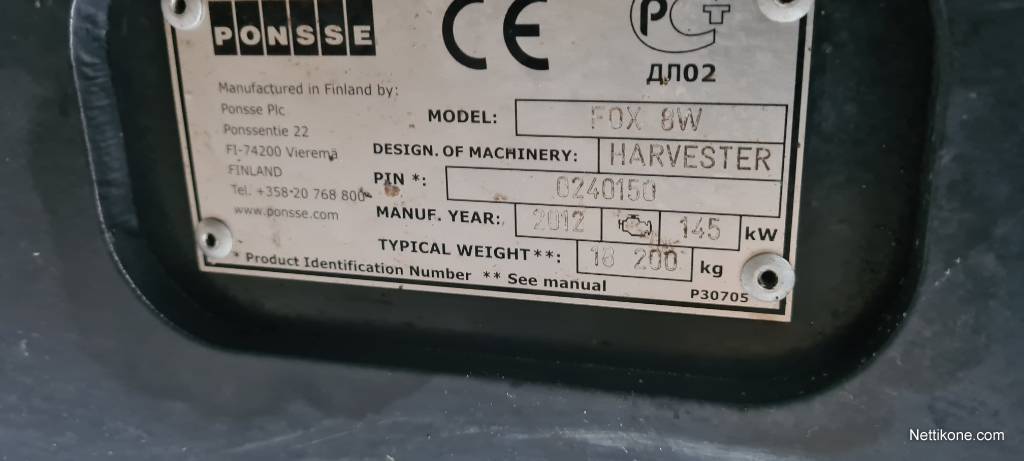 PONSSE
CE
РСТ
ДЛ02
Manufactured in Finland by:
Ponsse Plc
Ponssentie 22
FI-74200 Vieremä
FINLAND
Tel. +358-20 768 800
www.ponsse.com
MODEL: FOX 8W
DESIGN. OF MACHINERY: HARVESTER
PIN *: 0240150
MANUF. YEAR: 2012 145 kW
TYPICAL WEIGHT**: 18 200 kg
* Product Identification Number ** See manual
P30705
Nettikone.com